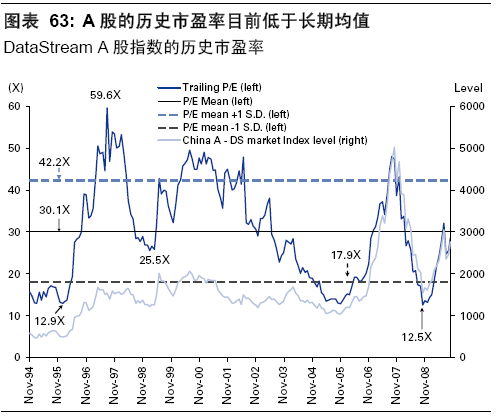 图表 63: A 股的历史市盈率目前低于长期均值
DataStream A 股指数的历史市盈率
(X)
Level
Trailing P/E (left)
P/E Mean (left)
P/E mean +1 S.D. (left)
P/E mean -1 S.D. (left)
China A - DS market Index level (right)
60
50
40
30
20
10
0
6000
5000
4000
3000
2000
1000
0
59.6X
42.2X
30.1X
25.5X
17.9X
12.9X
12.5X
Nov-94
Nov-95
Nov-96
Nov-97
Nov-98
Nov-99
Nov-00
Nov-01
Nov-02
Nov-03
Nov-04
Nov-05
Nov-06
Nov-07
Nov-08